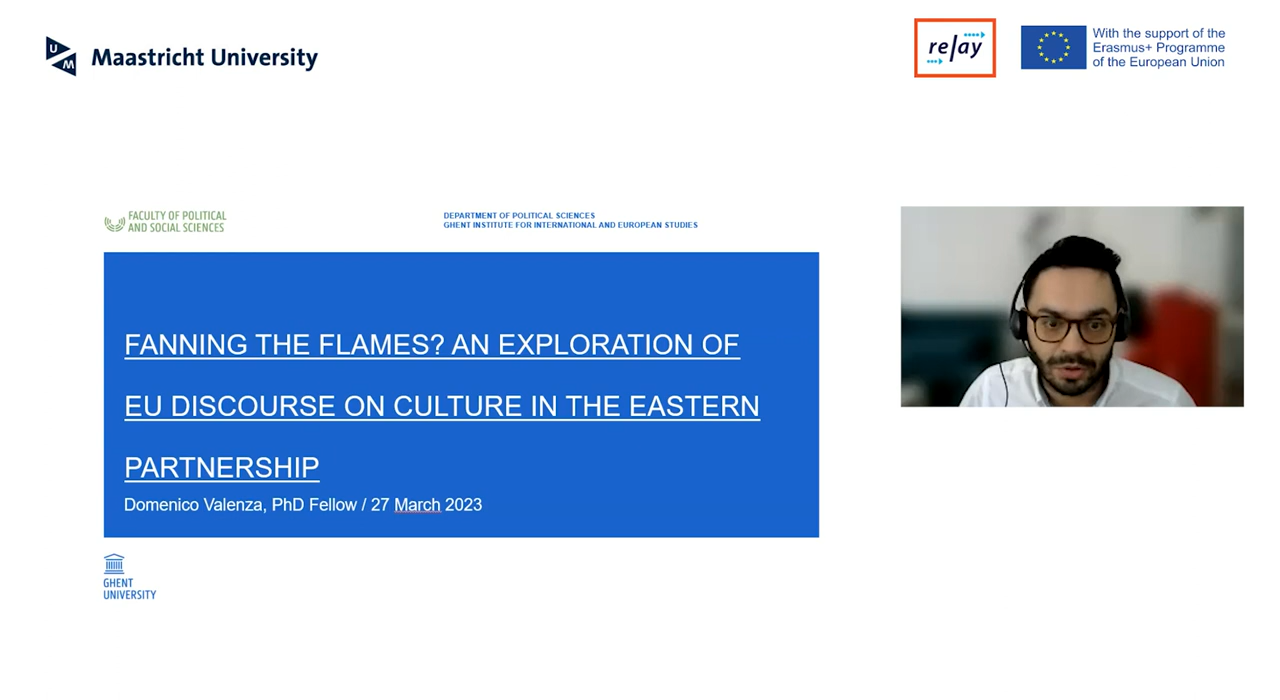 UM
Maastricht University
relay
With the support of the
Erasmus+ Programme
of the European Union
FACULTY OF POLITICAL
AND SOCIAL SCIENCES
DEPARTMENT OF POLITICAL SCIENCES
GHENT INSTITUTE FOR INTERNATIONAL AND EUROPEAN STUDIES
FANNING THE FLAMES? AN EXPLORATION OF
EU DISCOURSE ON CULTURE IN THE EASTERN
PARTNERSHIP
Domenico Valenza, PhD Fellow / 27 March 2023
GHENT
UNIVERSITY